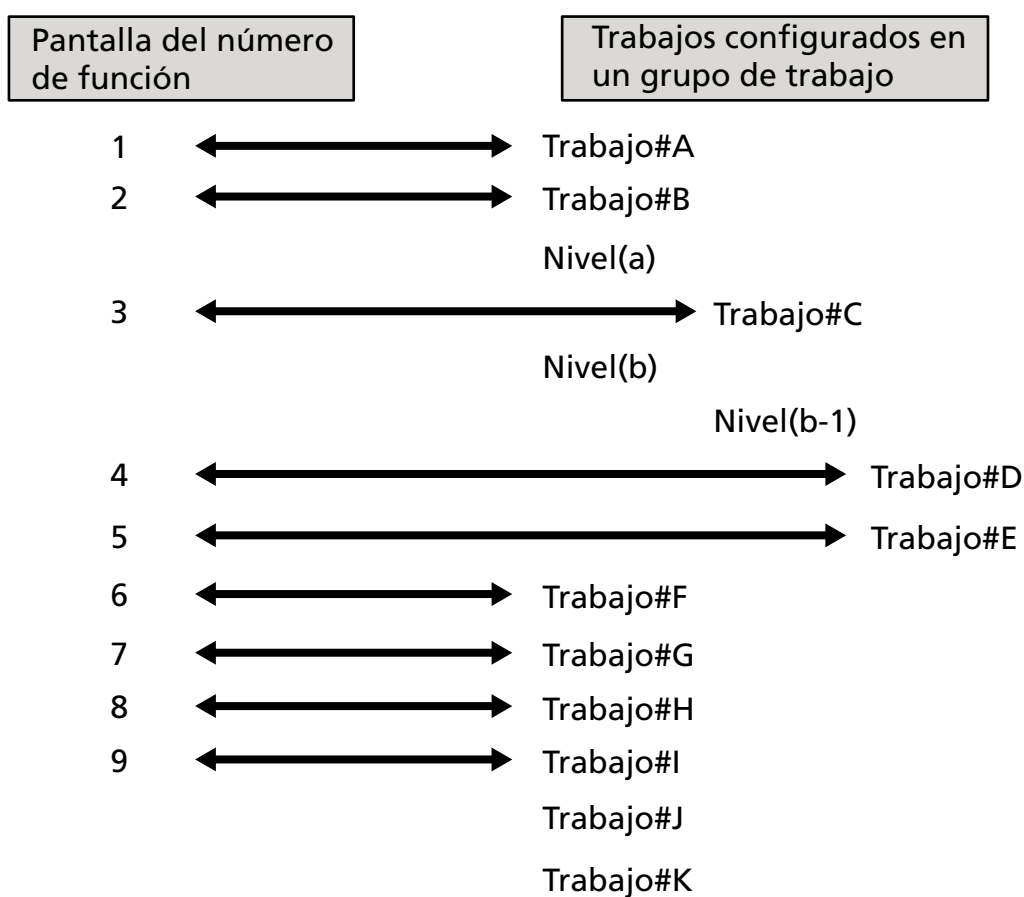 Pantalla del número
de función
Trabajos configurados en
un grupo de trabajo
1 Trabajo#A
2 Trabajo#B
Nivel(a)
3 Trabajo#C
Nivel(b)
Nivel(b-1)
4 Trabajo#D
5 Trabajo#E
6 Trabajo#F
7 Trabajo#G
8 Trabajo#H
9 Trabajo#I
Trabajo#J
Trabajo#K